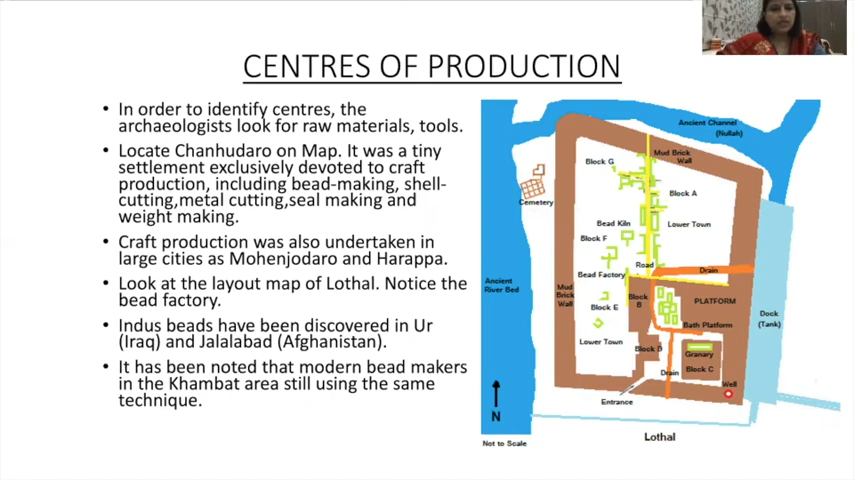 CENTRES OF PRODUCTION
• In order to identify centres, the
archaeologists look for raw materials, tools.
• Locate Chanhudaro on Map. It was a tiny
settlement exclusively devoted to craft
production, including bead-making, shell-
cutting,metal cutting,seal making and
weight making.
• Craft production was also undertaken in
large cities as Mohenjodaro and Harappa.
• Look at the layout map of Lothal. Notice the
bead factory.
• Indus beads have been discovered in Ur
(Iraq) and Jalalabad (Afghanistan).
• It has been noted that modern bead makers
in the Khambat area still using the same
technique.
Ancient Channel
(Nullah)
Mud Brick
Wall
Block G
Block A
Cemetery
Bead Kiln
Lower Town
Block F
Road
Drain
Bead Factory
Ancient
River Bed
Mud
Brick
Wall
Block
B
PLATFORM
Block E
Dock
(Tank)
Bath Platform
Lower Town
Block D
Granary
Drain
Block C
Well
Entrance
N
Not to Scale
Lothal